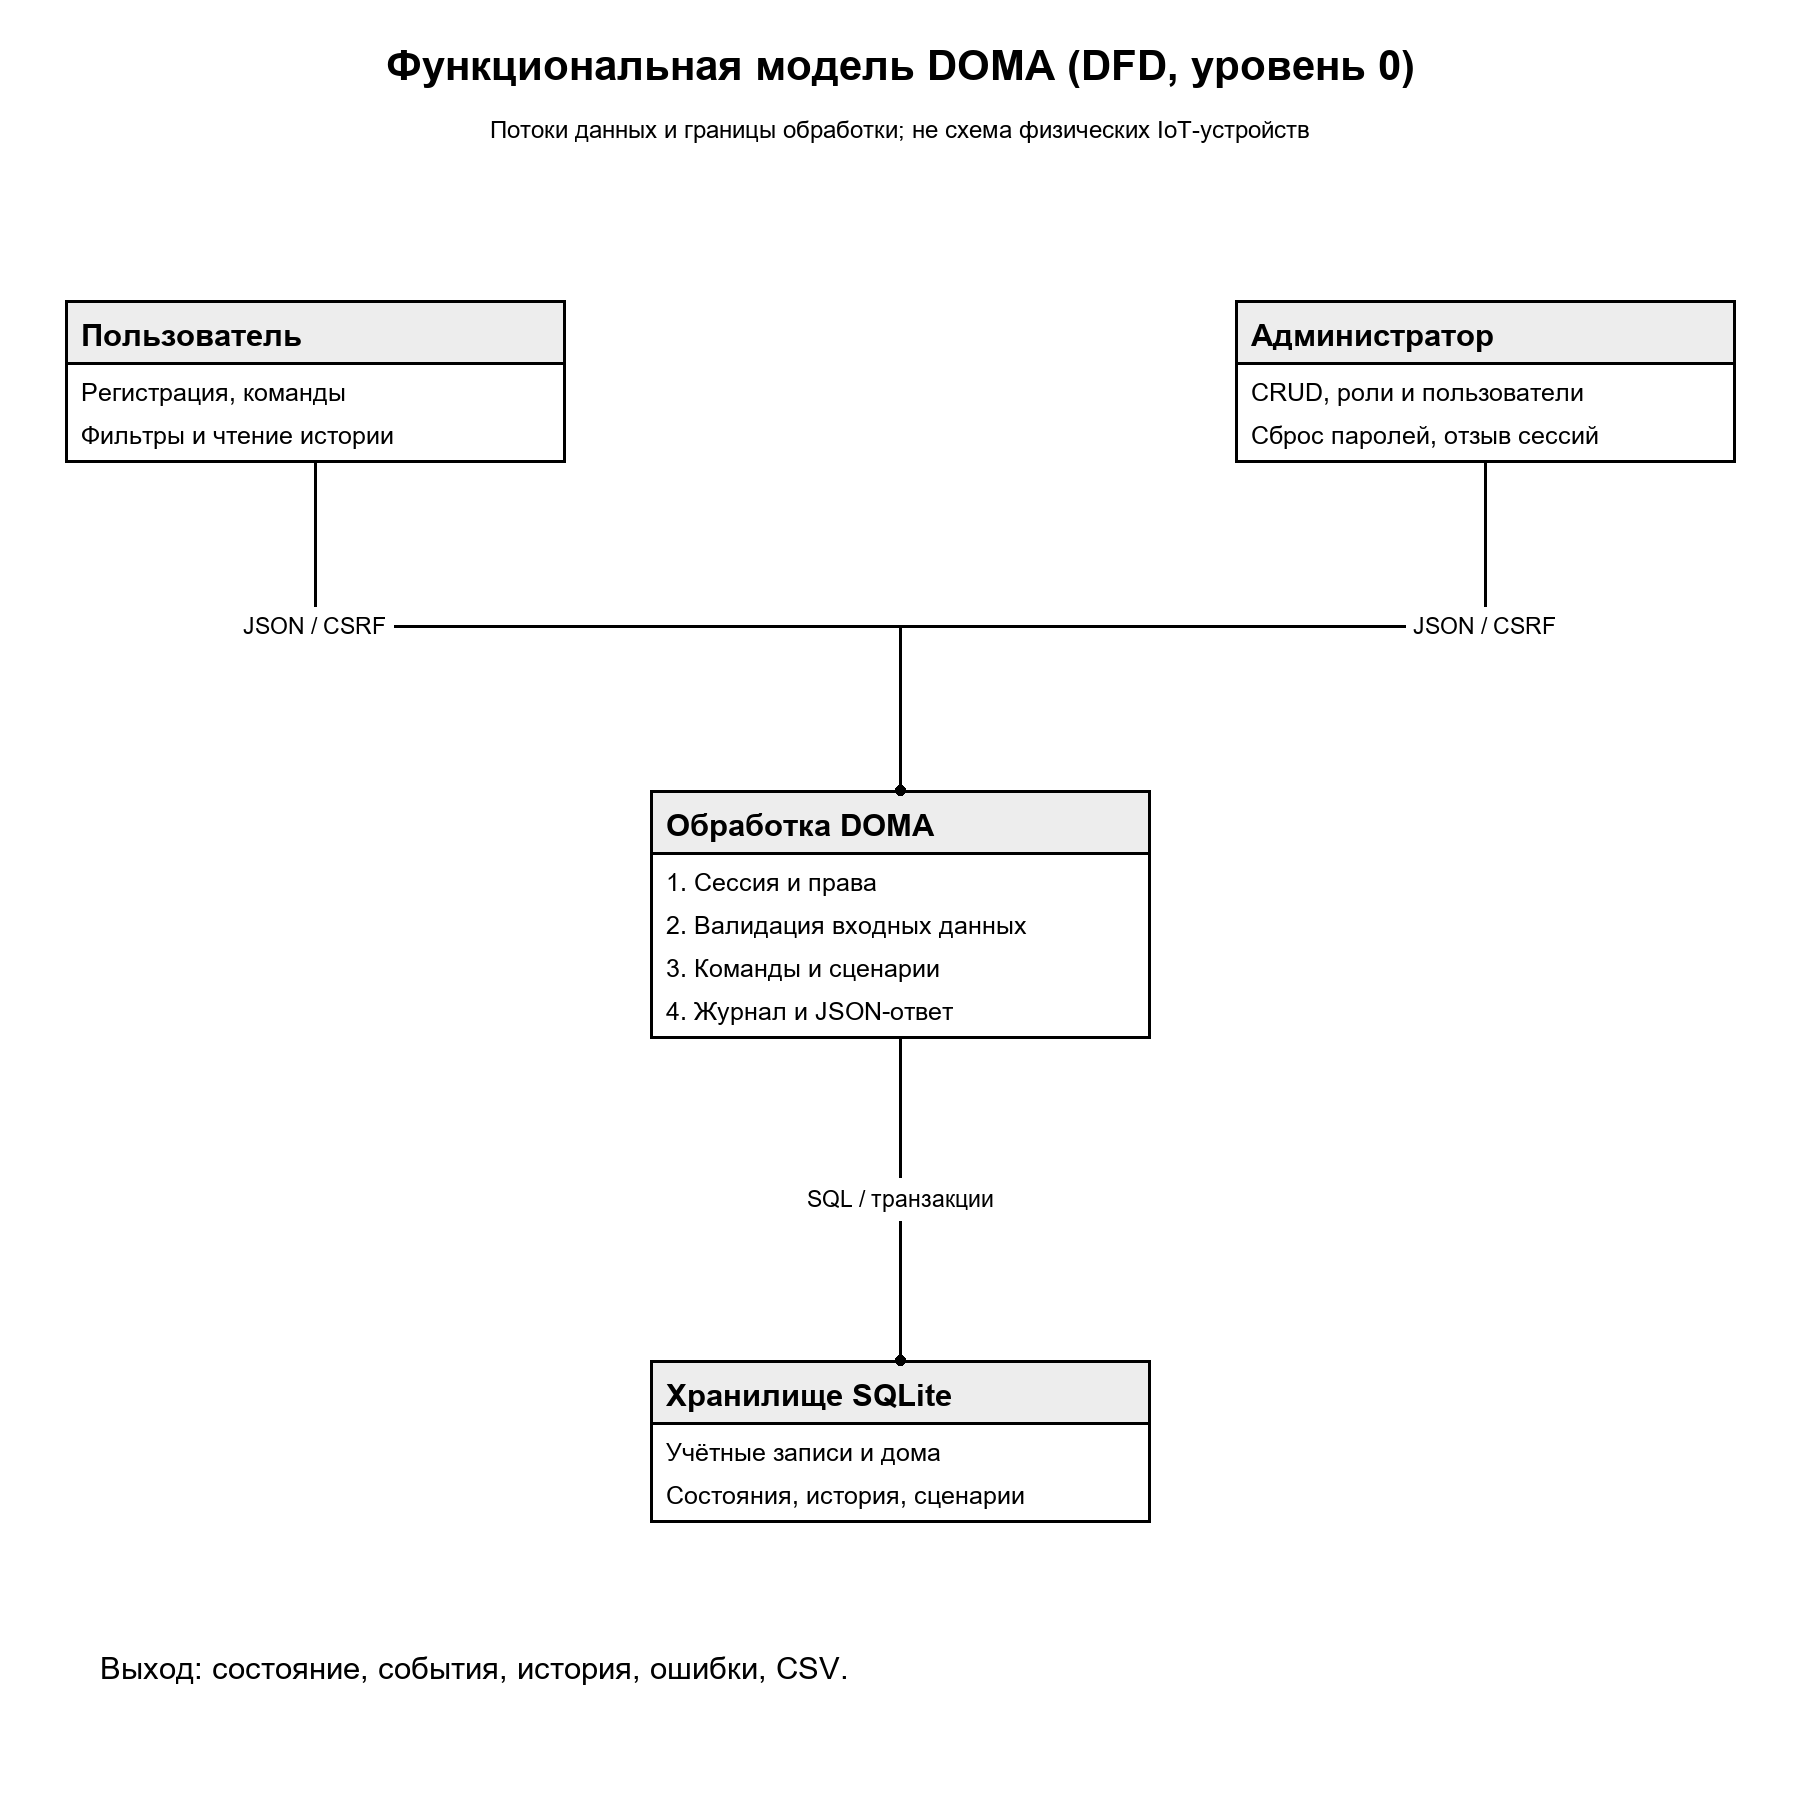 Функциональная модель DOMA (DFD, уровень 0)
Потоки данных и границы обработки; не схема физических IoT-устройств
Пользователь
Регистрация, команды
Фильтры и чтение истории
Администратор
CRUD, роли и пользователи
Сброс паролей, отзыв сессий
JSON / CSRF
JSON / CSRF
Обработка DOMA
1. Сессия и права
2. Валидация входных данных
3. Команды и сценарии
4. Журнал и JSON-ответ
SQL / транзакции
Хранилище SQLite
Учётные записи и дома
Состояния, история, сценарии
Выход: состояние, события, история, ошибки, CSV.